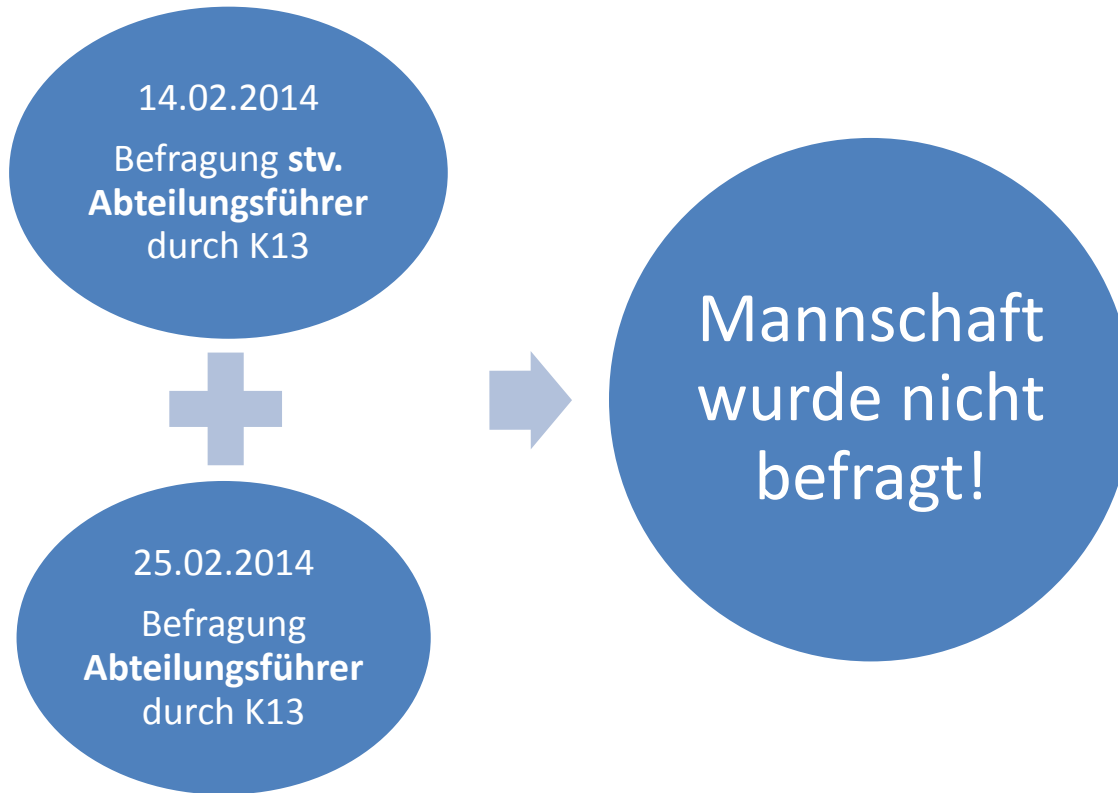 14.02.2014
Befragung stv.
Abteilungsführer
durch K13
25.02.2014
Befragung
Abteilungsführer
durch K13
Mannschaft
wurde nicht
befragt!